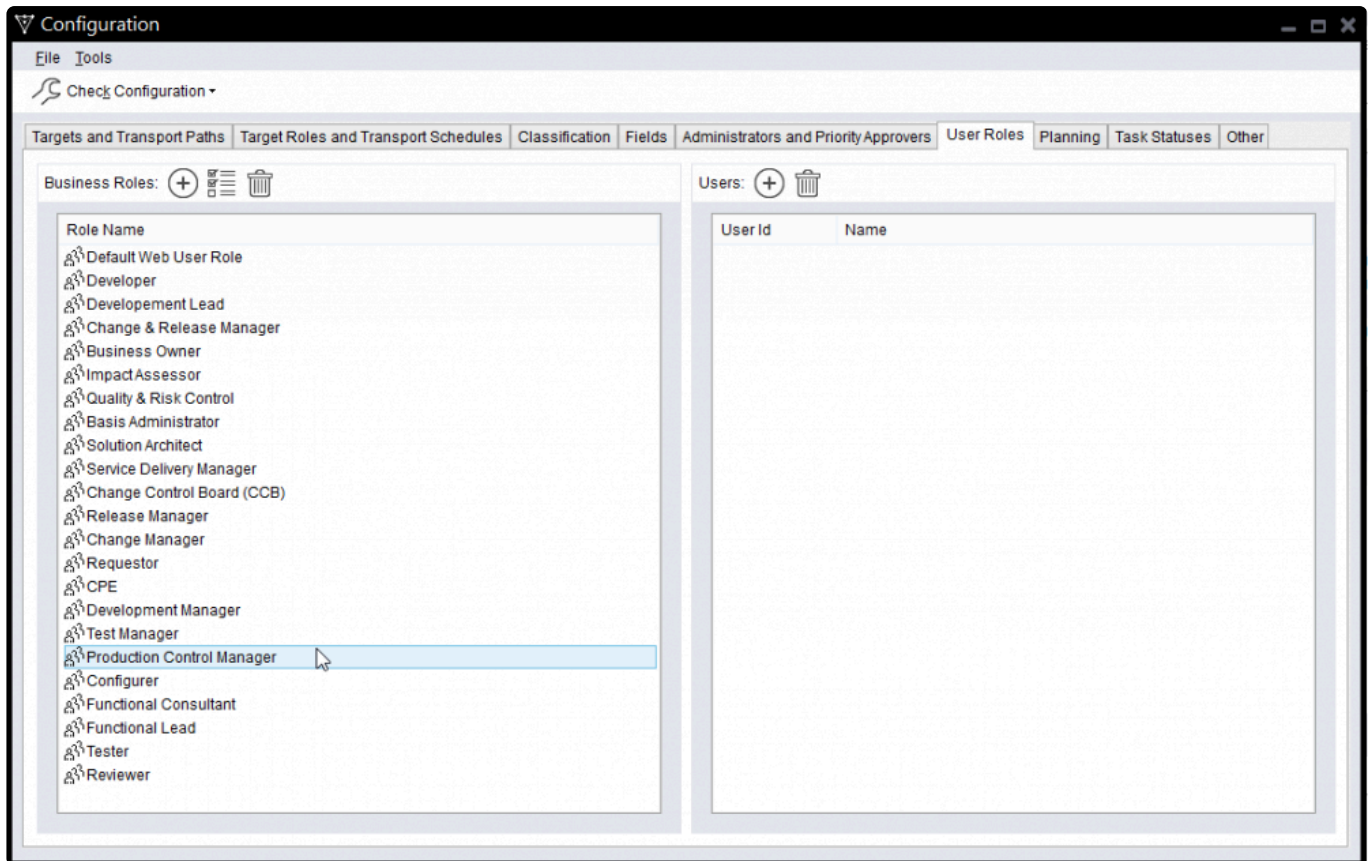 Configuration
File Tools
Check Configuration
Targets and Transport Paths Target Roles and Transport Schedules Classification Fields Administrators and Priority Approvers User Roles Planning Task Statuses Other
Business Roles:
Users:
Role Name
Default Web User Role
Developer
Developement Lead
Change & Release Manager
Business Owner
Impact Assessor
Quality & Risk Control
Basis Administrator
Solution Architect
Service Delivery Manager
Change Control Board (CCB)
Release Manager
Change Manager
Requestor
CPE
Development Manager
Test Manager
Production Control Manager
Configurer
Functional Consultant
Functional Lead
Tester
Reviewer
User Id Name